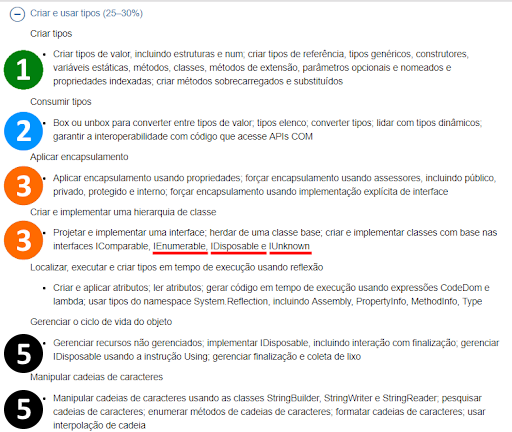 Criar e usar tipos (25–30%)
Criar tipos
1
• Criar tipos de valor, incluindo estruturas e num; criar tipos de referência, tipos genéricos, construtores,
variáveis estáticas, métodos, classes, métodos de extensão, parâmetros opcionais e nomeados e
propriedades indexadas; criar métodos sobrecarregados e substituídos
Consumir tipos
2
• Box ou unbox para converter entre tipos de valor; tipos elenco; converter tipos; lidar com tipos dinâmicos;
garantir a interoperabilidade com código que acesse APIs COM
Aplicar encapsulamento
3
• Aplicar encapsulamento usando propriedades; forçar encapsulamento usando assessores, incluindo público,
privado, protegido e interno; forçar encapsulamento usando implementação explícita de interface
Criar e implementar uma hierarquia de classe
3
• Projetar e implementar uma interface; herdar de uma classe base; criar e implementar classes com base nas
interfaces IComparable, IEnumerable, IDisposable e IUnknown
Localizar, executar e criar tipos em tempo de execução usando reflexão
• Criar e aplicar atributos; ler atributos; gerar código em tempo de execução usando expressões CodeDom e
lambda; usar tipos do namespace System.Reflection, incluindo Assembly, PropertyInfo, MethodInfo, Type
Gerenciar o ciclo de vida do objeto
5
• Gerenciar recursos não gerenciados; implementar IDisposable, incluindo interação com finalização; gerenciar
IDisposable usando a instrução Using; gerenciar finalização e coleta de lixo
Manipular cadeias de caracteres
5
• Manipular cadeias de caracteres usando as classes StringBuilder, StringWriter e StringReader; pesquisar
cadeias de caracteres; enumerar métodos de cadeias de caracteres; formatar cadeias de caracteres; usar
interpolação de cadeia